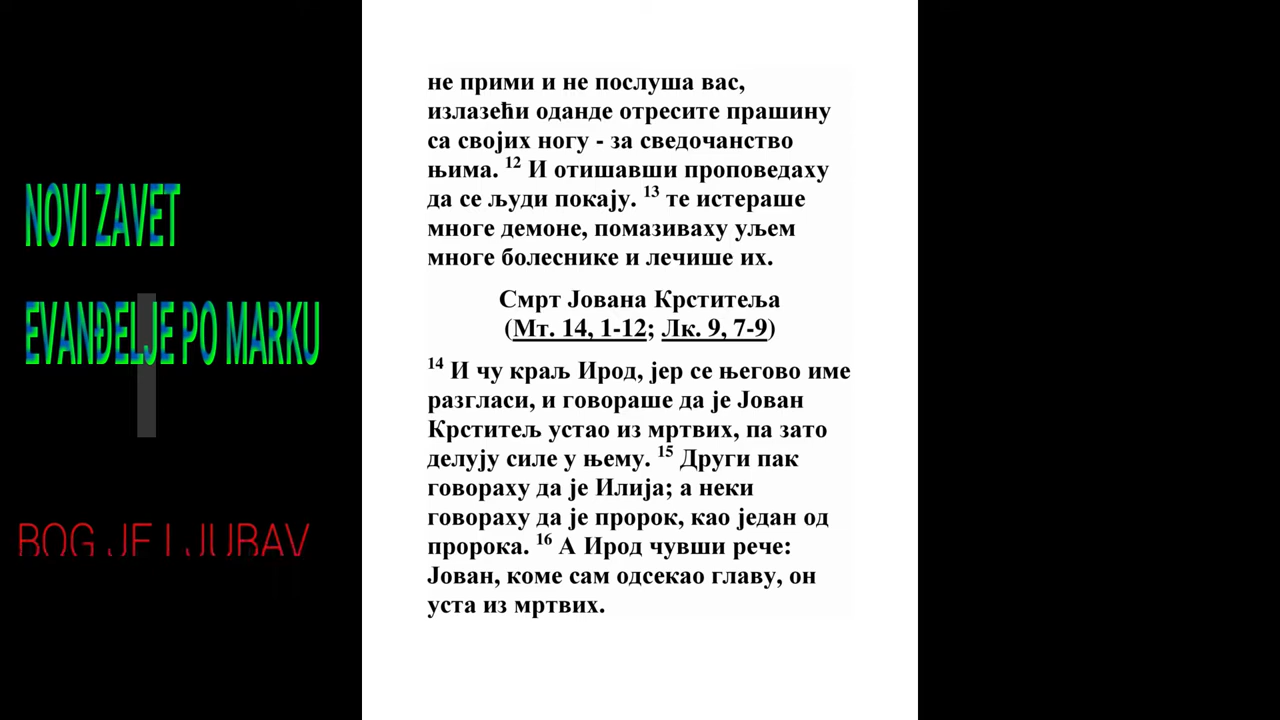 NOVI ZAVET
EVANĐELJE PO MARKU
BOG JE LJUBAV
не прими и не послуша вас,
излазећи оданде отресите прашину
са својих ногу - за сведочанство
њима. 12 И отишавши проповедаху
да се људи покају. 13 те истераше
многе демоне, помазиваху уљем
многе болеснике и лечише их.
Смрт Јована Крститеља
(Мт. 14, 1-12; Лк. 9, 7-9)
14 И чу краљ Ирод, јер се његово име
разгласи, и говораше да је Јован
Крститељ устао из мртвих, па зато
делују силе у њему. 15 Други пак
говораху да је Илија; а неки
говораху да је пророк, као један од
пророка. 16 А Ирод чувши рече:
Јован, коме сам одсекао главу, он
уста из мртвих.